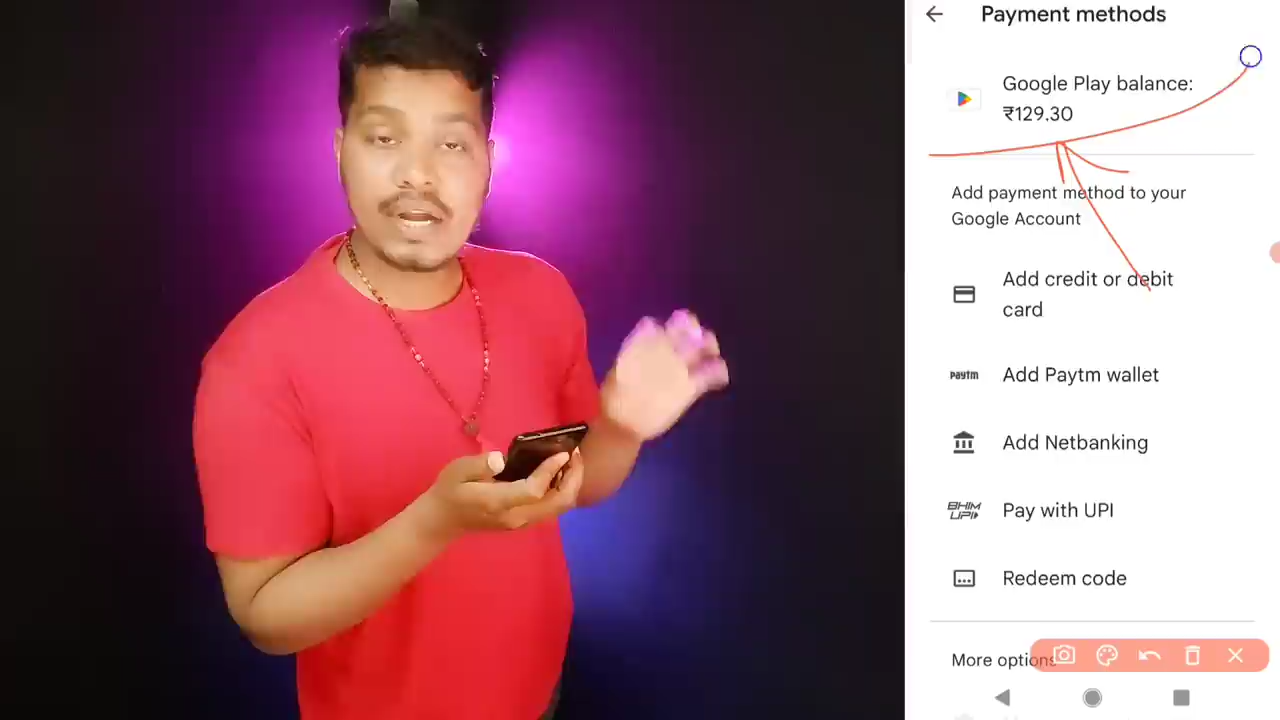 Payment methods
Google Play balance:
₹129.30
Add payment method to your
Google Account
Add credit or debit
card
paytm
Add Paytm wallet
Add Netbanking
BHIM
UPI
Pay with UPI
Redeem code
More options